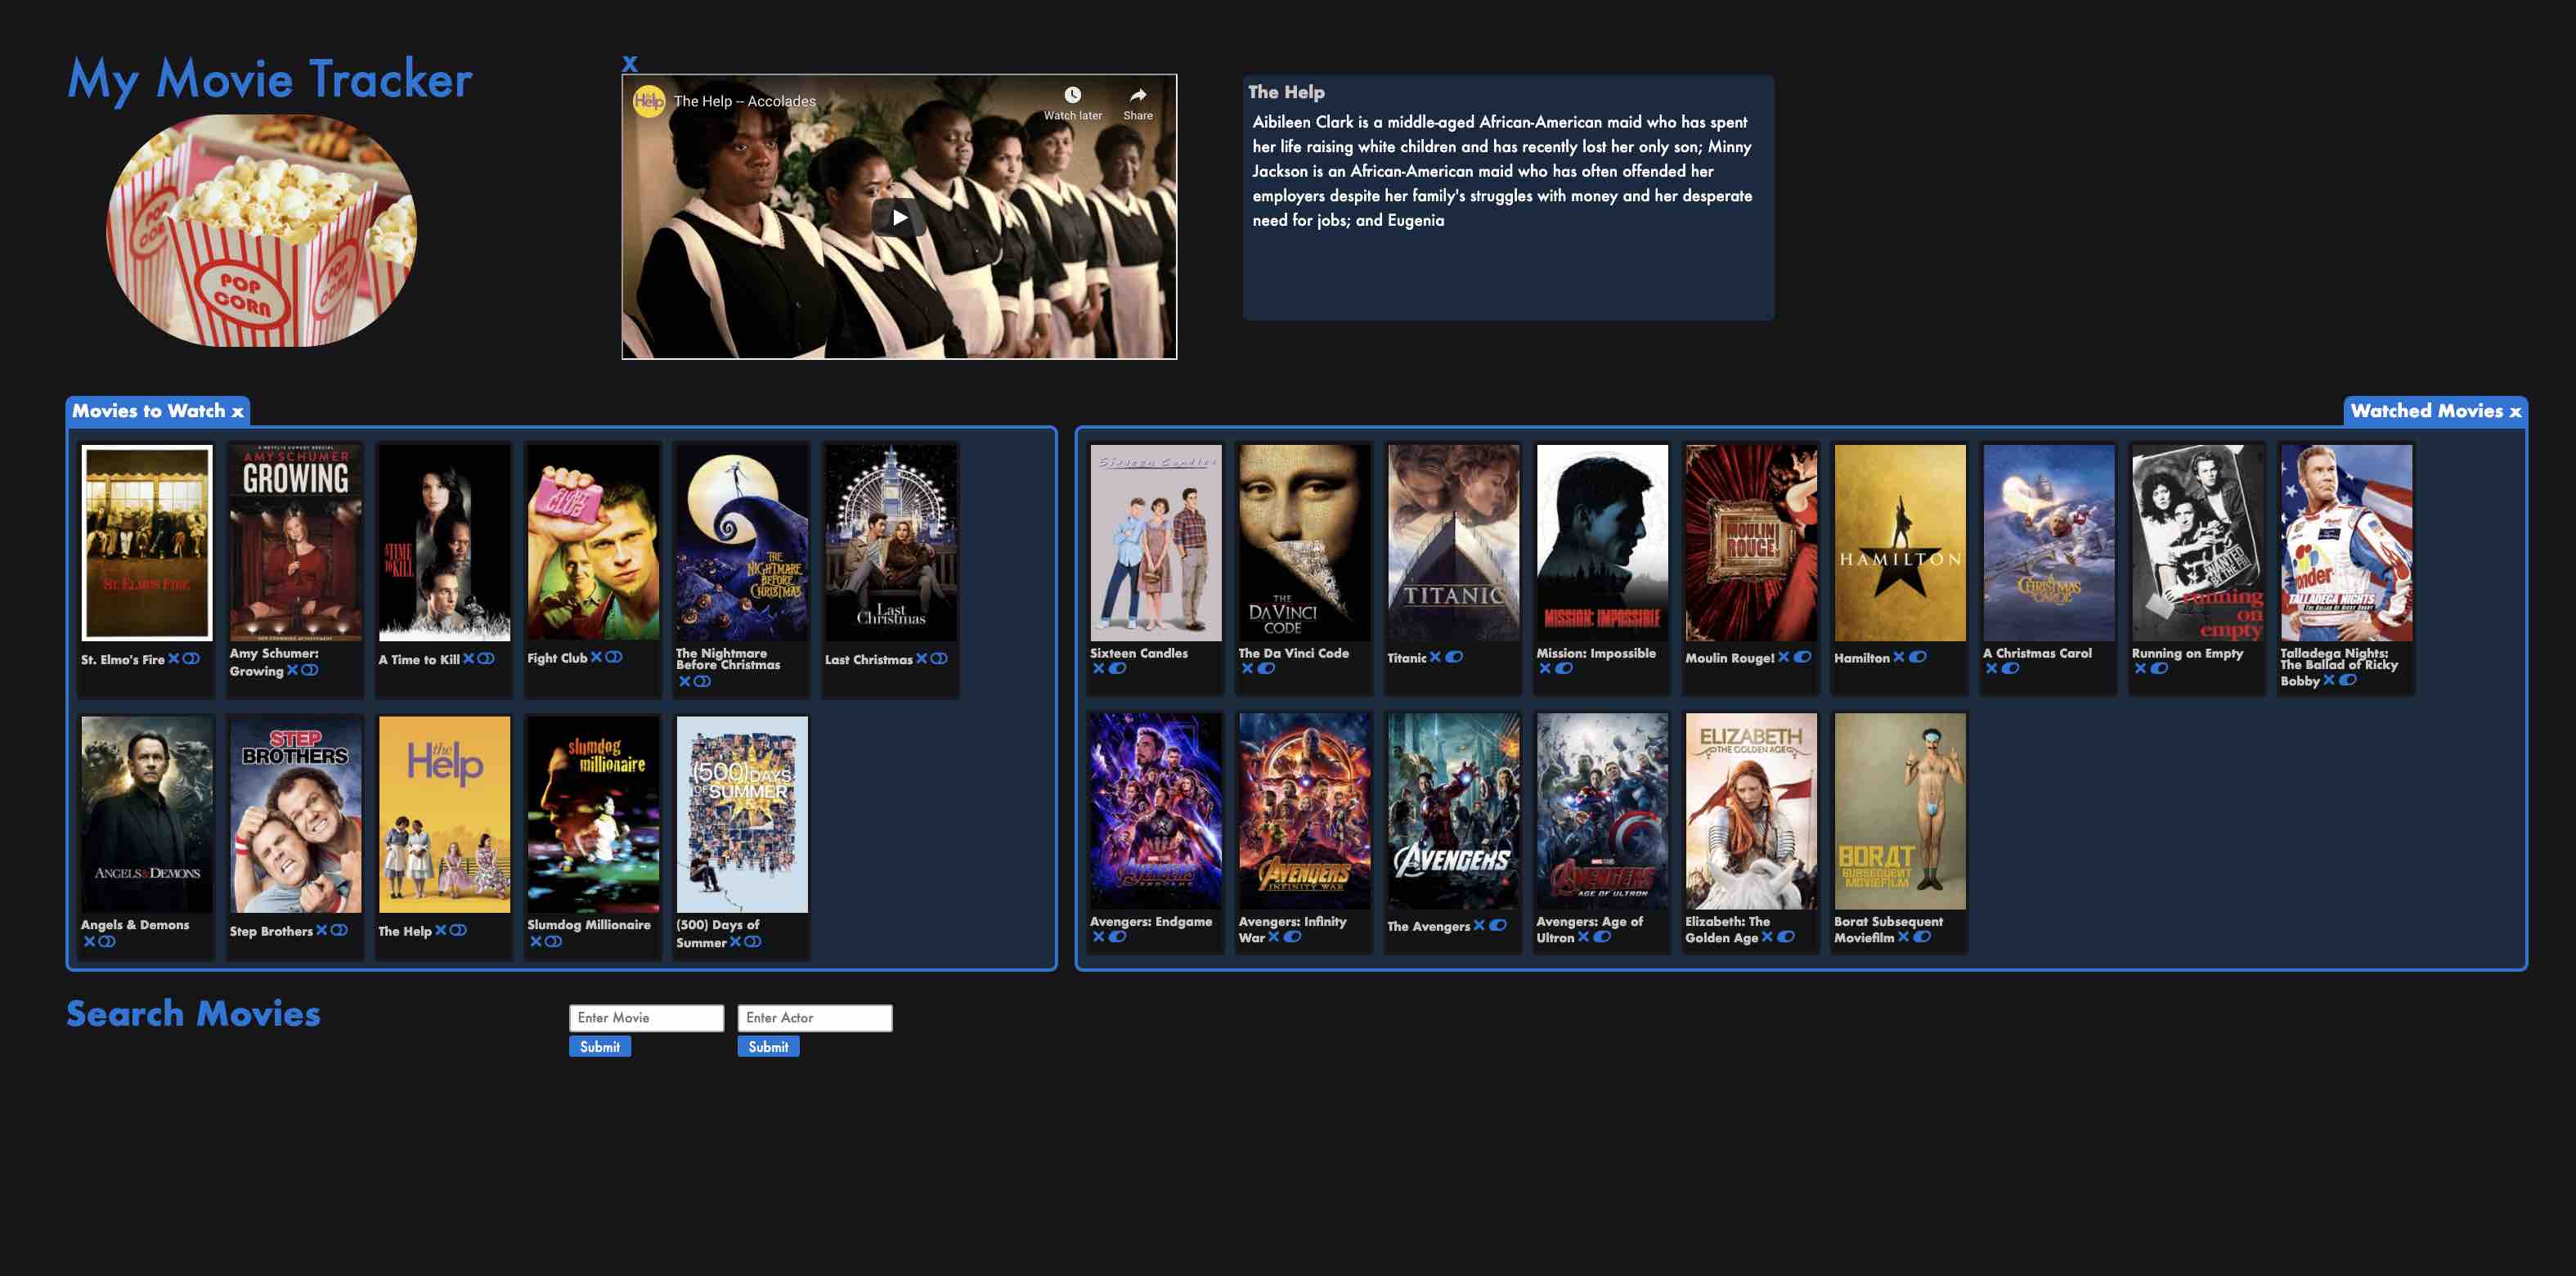 My Movie Tracker
POP CORN
x
Help
The Help – Accolades
Watch later
Share
The Help
Aibileen Clark is a middle-aged African-American maid who has spent
her life raising white children and has recently lost her only son; Minny
Jackson is an African-American maid who has often offended her
employers despite her family's struggles with money and her desperate
need for jobs; and Eugenia
Movies to Watch x
ST. ELMO'S FIRE
St. Elmo's Fire
AMY SCHUMER
GROWING
Amy Schumer:
Growing
A TIME
TO KILL
A Time to Kill
FIGHT
CLUB
Fight Club
THE
NIGHTMARE
BEFORE
CHRISTMAS
The Nightmare
Before Christmas
Last
Christmas
Last Christmas
ANGELS & DEMONS
Angels & Demons
STEP
BROTHERS
Step Brothers
the
Help
The Help
slumdog
millionaire
Slumdog Millionaire
(500) DAYS
OF SUMMER
(500) Days of
Summer
Watched Movies x
Sixteen Candles
Sixteen Candles
THE
DA VINCI
CODE
The Da Vinci Code
TITANIC
Titanic
MISSION: IMPOSSIBLE
Mission: Impossible
MOULIN
ROUGE!
Moulin Rouge!
HAMILTON
Hamilton
A
CHRISTMAS
CAROL
A Christmas Carol
WANTED
BY THE FBI
running
on
empty
Running on Empty
onder
TALLADEGA NIGHTS
THE BALLAD OF RICKY BOBBY
Talladega Nights:
The Ballad of Ricky
Bobby
AVENGERS
ENDGAME
Avengers: Endgame
AVENGERS
INFINITY WAR
Avengers: Infinity
War
AVENGERS
The Avengers
AVENGERS
AGE OF ULTRON
Avengers: Age of
Ultron
ELIZABETH
THE GOLDEN AGE
Elizabeth: The
Golden Age
BORAT
SUBSEQUENT
MOVIEFILM
Borat Subsequent
Moviefilm
Search Movies
Enter Movie
Enter Actor
Submit
Submit